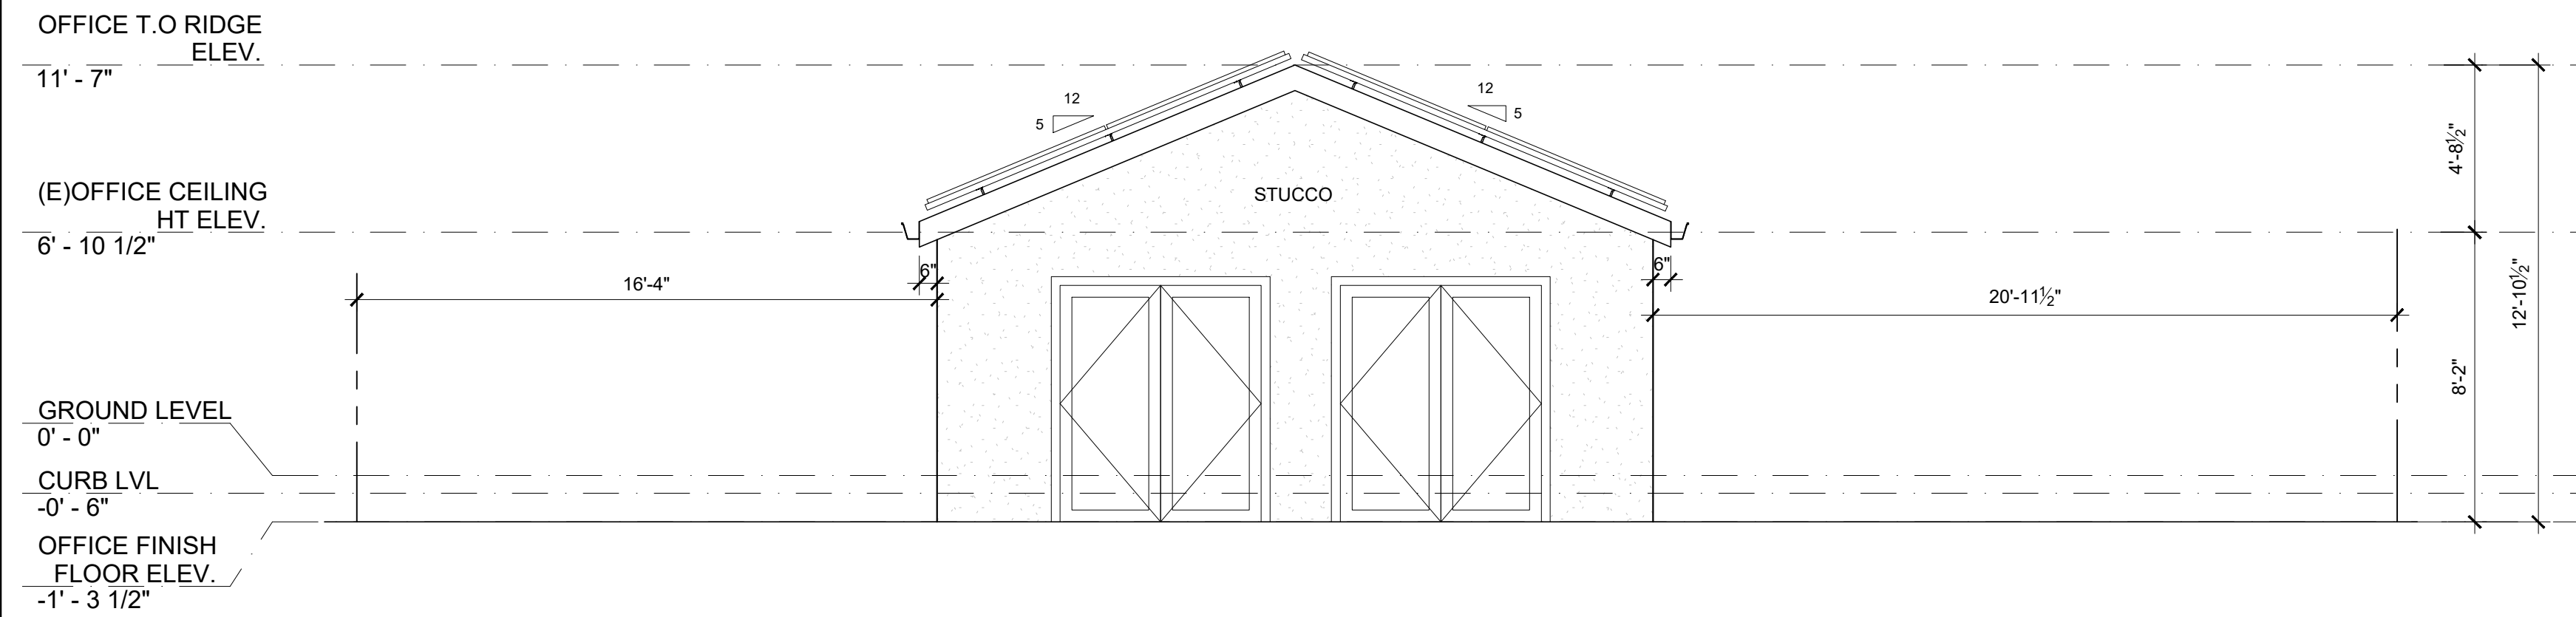 OFFICE T.O RIDGE
ELEV.
11' - 7"
12
5
12
5
4'-8½"
(E)OFFICE CEILING
HT ELEV.
6' - 10 1/2"
STUCCO
6"
6"
16'-4"
20'-11½"
12'-10½"
8'-2"
GROUND LEVEL
0' - 0"
CURB LVL
-0' - 6"
OFFICE FINISH
FLOOR ELEV.
-1' - 3 1/2"